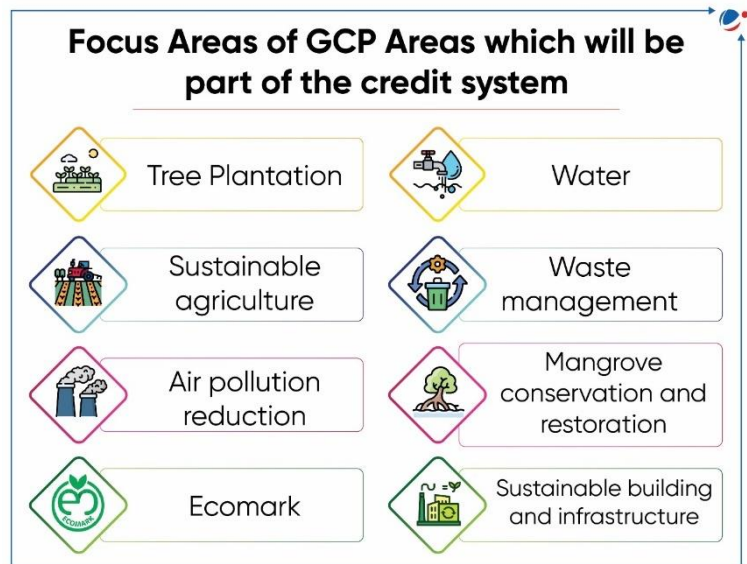 Focus Areas of GCP Areas which will be
part of the credit system
Tree Plantation
Water
Sustainable
agriculture
Waste
management
Air pollution
reduction
Mangrove
conservation and
restoration
ECOMARK
Ecomark
Sustainable building
and infrastructure